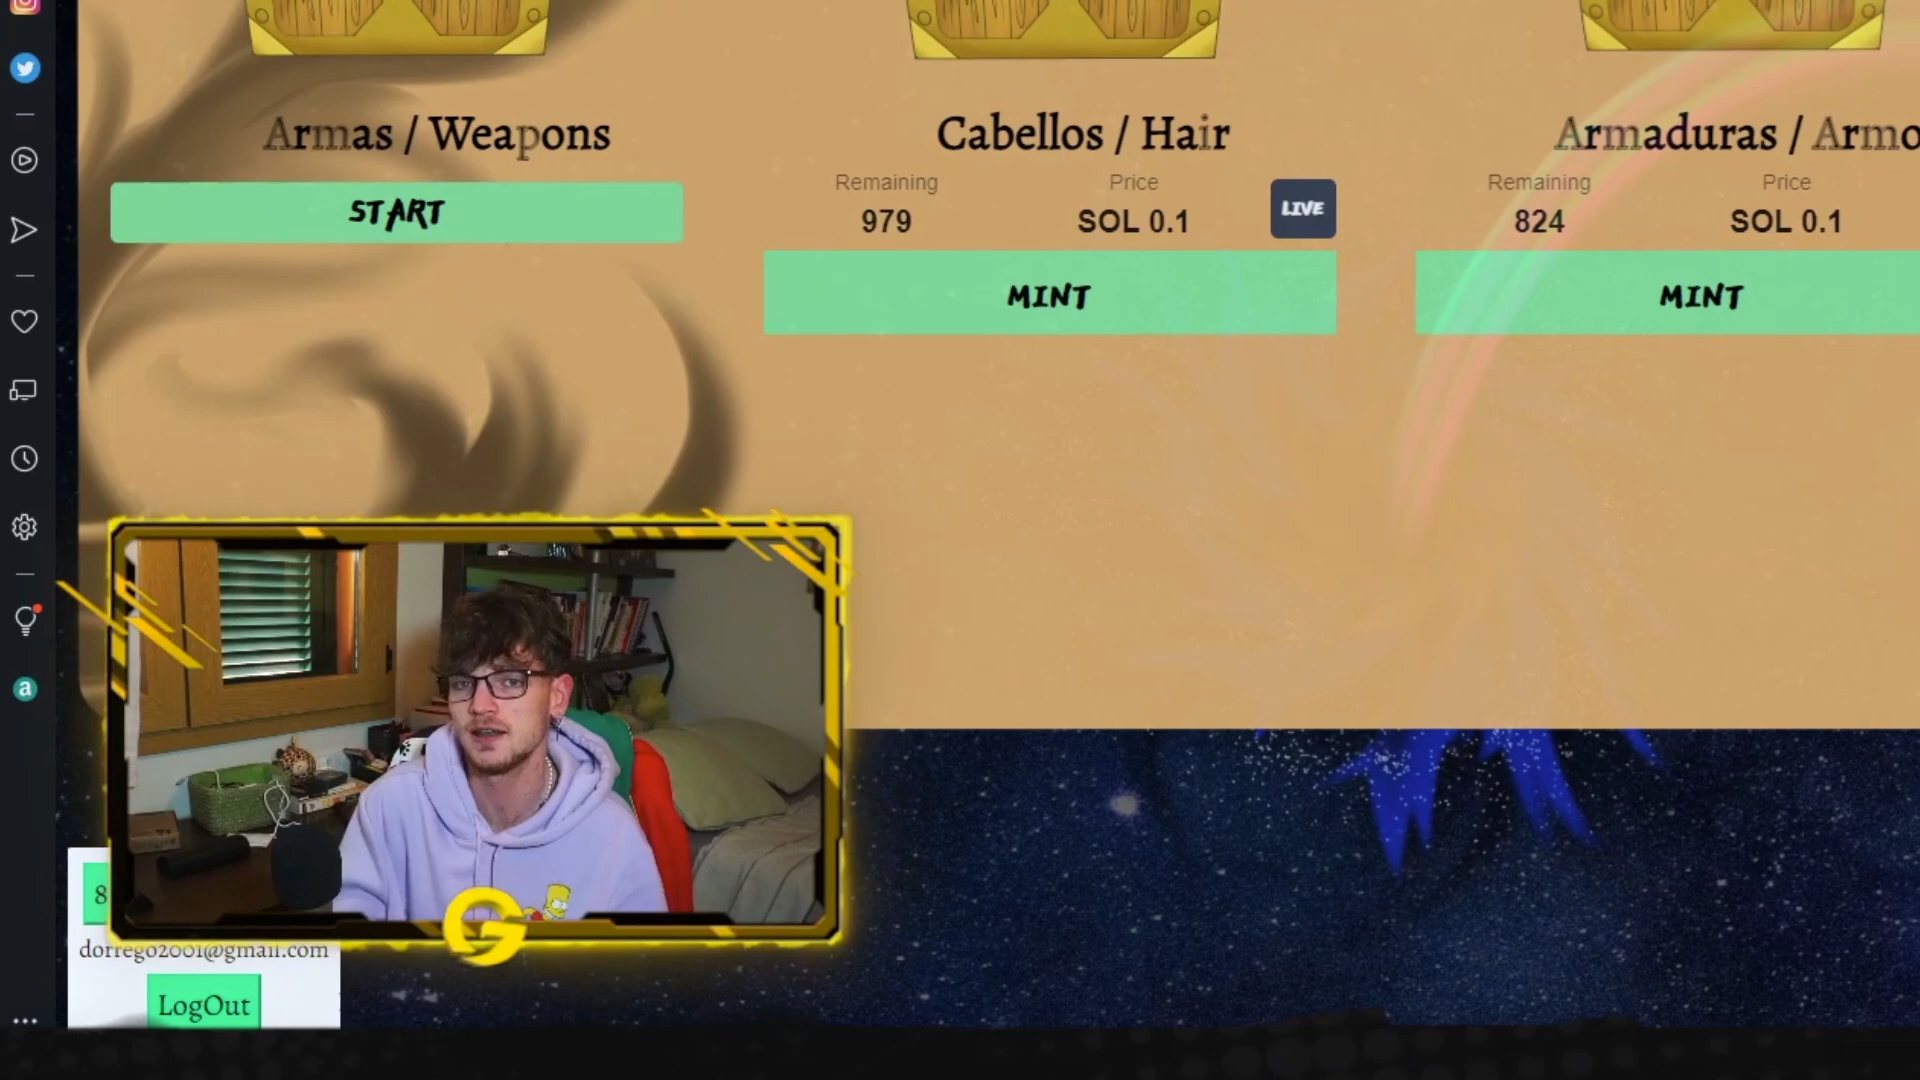 Armas / Weapons
START
Cabellos / Hair
Remaining
979
Price
SOL 0.1
LIVE
MINT
Armaduras / Armo
Remaining
824
Price
SOL 0.1
MINT
a
8
dorrego2001@gmail.com
LogOut
G